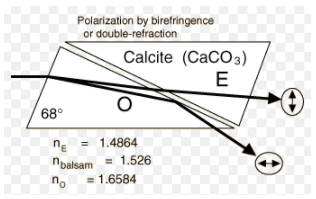 Polarization by birefringence
or double-refraction
Calcite (CaCO₃)
E
O
68°
nE = 1.4864
nbalsam = 1.526
nO = 1.6584